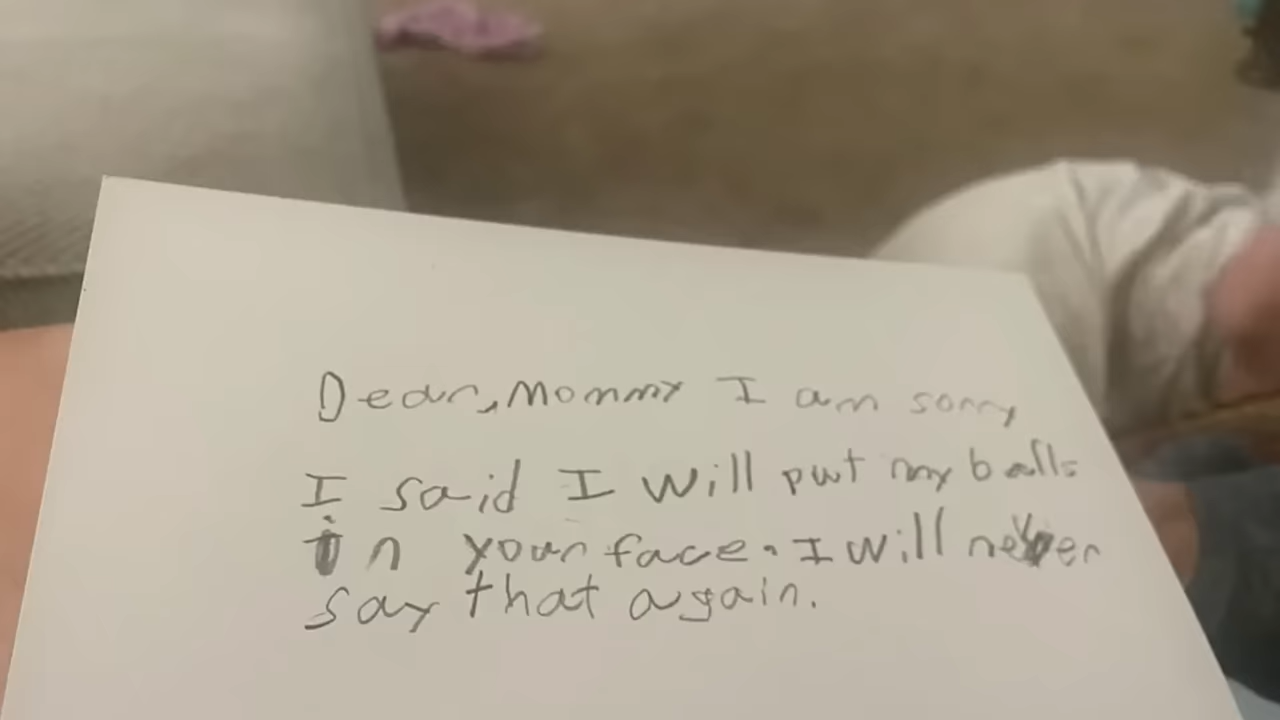 Dear, Mommy I am sorry
I said I will put my balls
in your face. I will never
say that again.